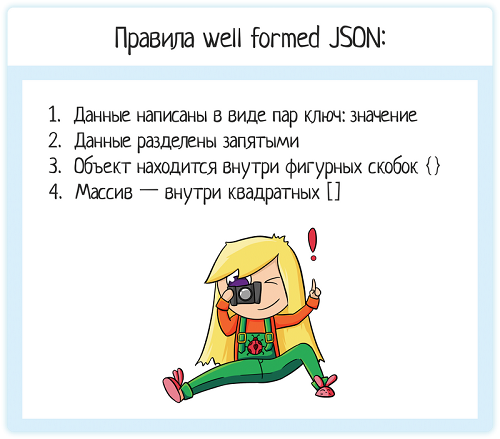 Правила well formed JSON:
1. Данные написаны в виде пар ключ: значение
2. Данные разделены запятыми
3. Объект находится внутри фигурных скобок {}
4. Массив — внутри квадратных []
!